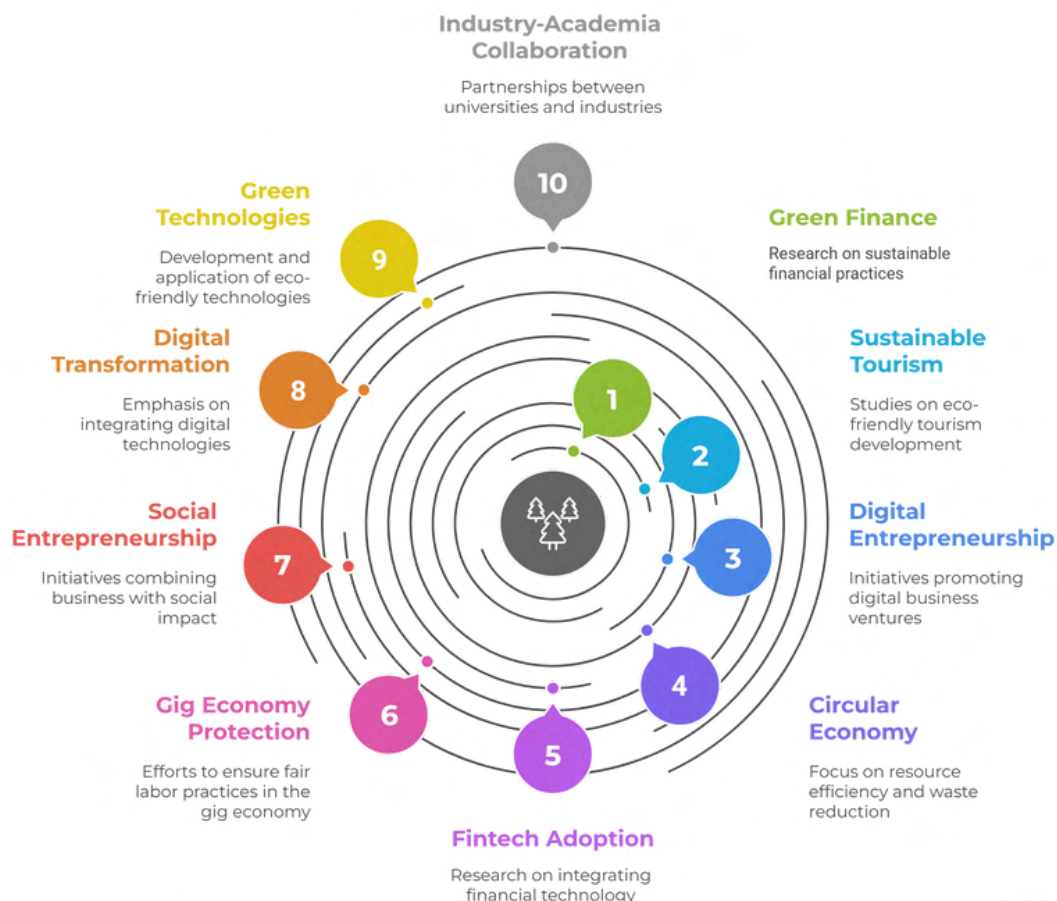 Industry-Academia
Collaboration
Partnerships between
universities and industries
10
Green
Technologies
Development and
application of eco-
friendly technologies
9
Green Finance
Research on sustainable
financial practices
Digital
Transformation
Emphasis on
integrating digital
technologies
8
1
Sustainable
Tourism
Studies on eco-
friendly tourism
development
2
Social
Entrepreneurship
Initiatives combining
business with social
impact
7
3
Digital
Entrepreneurship
Initiatives promoting
digital business
ventures
Gig Economy
Protection
Efforts to ensure fair
labor practices in the
gig economy
6
5
4
Circular
Economy
Focus on resource
efficiency and waste
reduction
Fintech Adoption
Research on integrating
financial technology